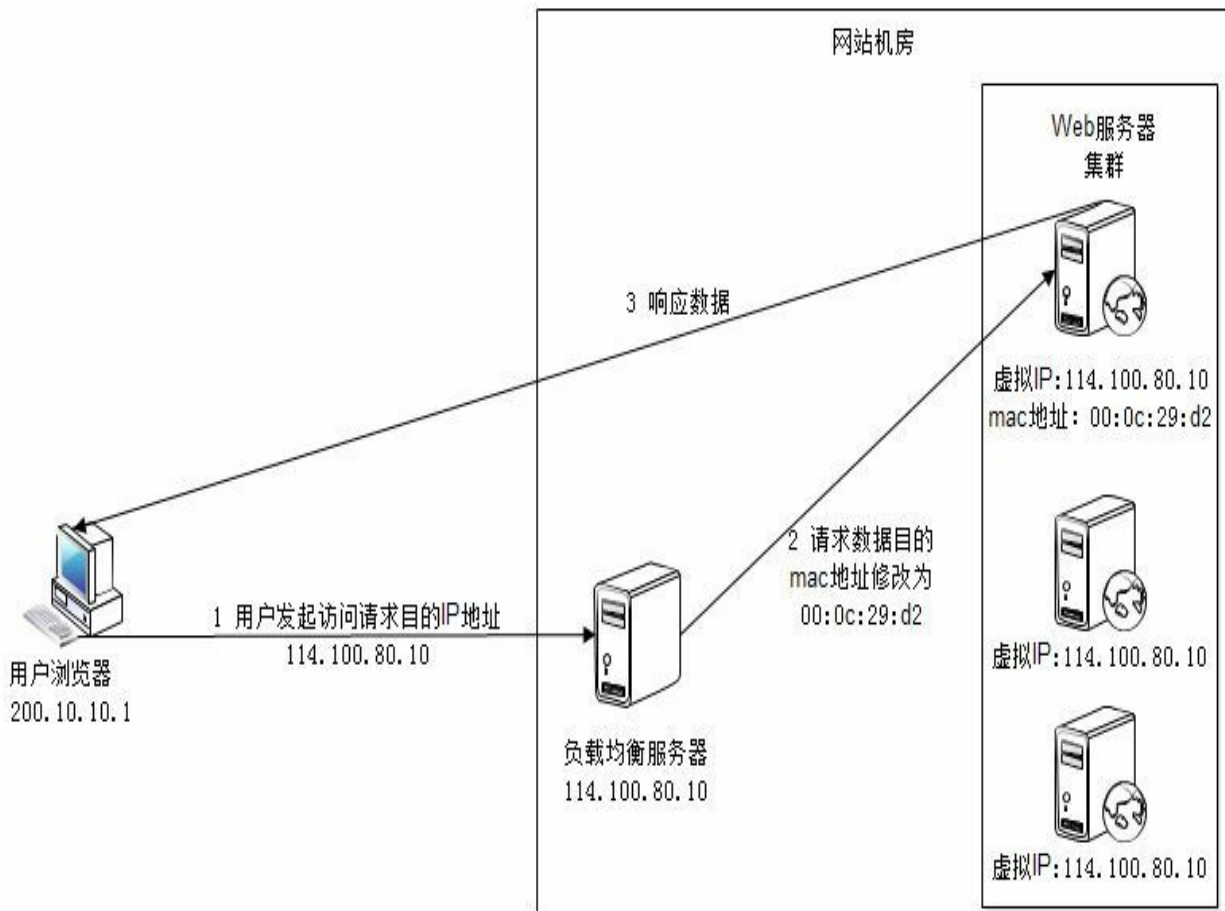 网站机房
Web服务器
集群
3 响应数据
虚拟IP:114.100.80.10
mac地址: 00:0c:29:d2
2 请求数据目的
mac地址修改为
00:0c:29:d2
1 用户发起访问请求目的IP地址
114.100.80.10
用户浏览器
200.10.10.1
虚拟IP:114.100.80.10
负载均衡服务器
114.100.80.10
虚拟IP:114.100.80.10